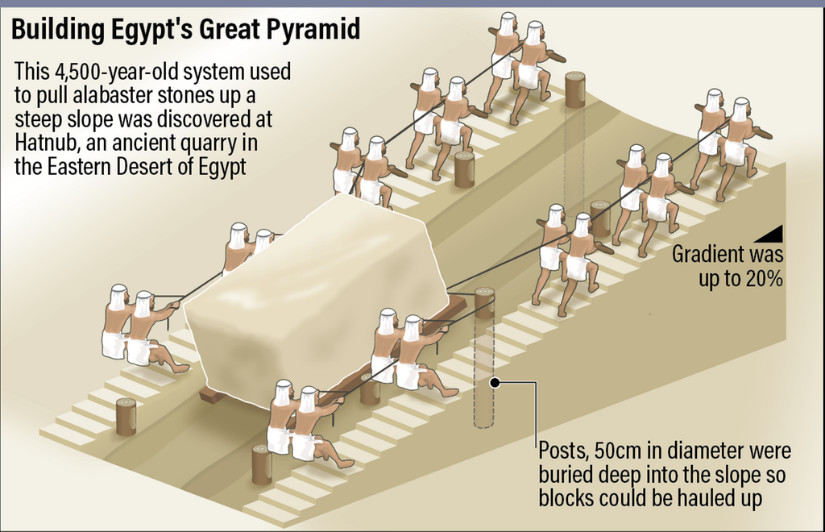 Building Egypt's Great Pyramid
This 4,500-year-old system used
to pull alabaster stones up a
steep slope was discovered at
Hatnub, an ancient quarry in
the Eastern Desert of Egypt
Gradient was
up to 20%
Posts, 50cm in diameter were
buried deep into the slope so
blocks could be hauled up